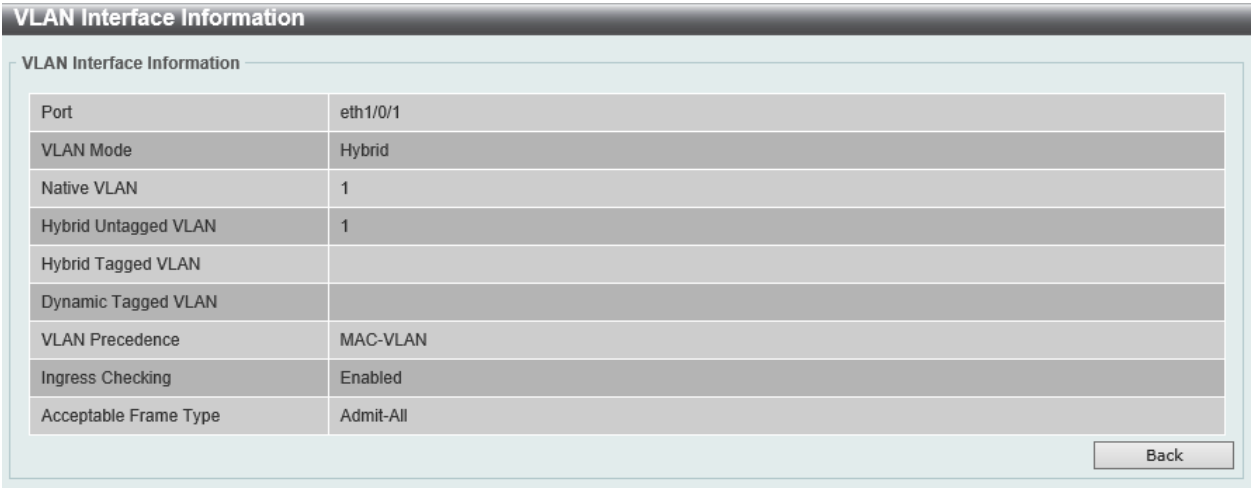 VLAN Interface Information
VLAN Interface Information
Port eth1/0/1
VLAN Mode Hybrid
Native VLAN 1
Hybrid Untagged VLAN 1
Hybrid Tagged VLAN
Dynamic Tagged VLAN
VLAN Precedence MAC-VLAN
Ingress Checking Enabled
Acceptable Frame Type Admit-All
Back